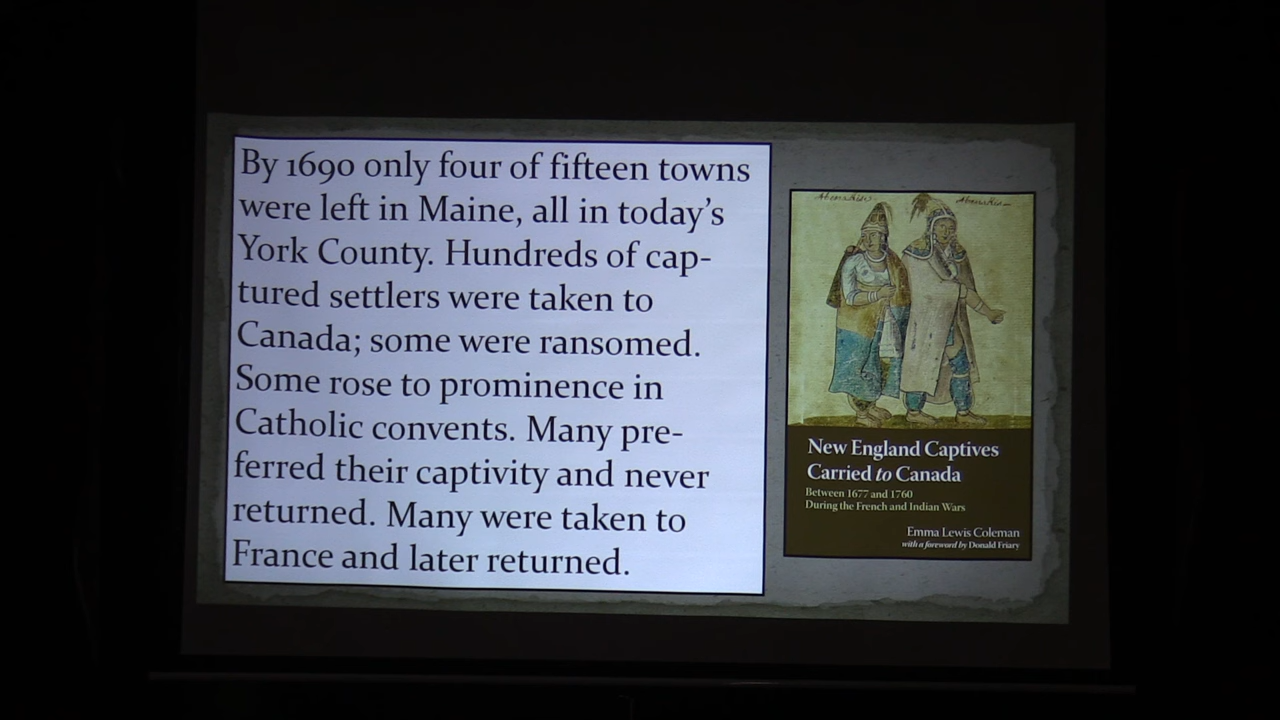 By 1690 only four of fifteen towns
were left in Maine, all in today's
York County. Hundreds of cap-
tured settlers were taken to
Canada; some were ransomed.
Some rose to prominence in
Catholic convents. Many pre-
ferred their captivity and never
returned. Many were taken to
France and later returned.
New England Captives
Carried to Canada
Between 1677 and 1760
During the French and Indian Wars
Emma Lewis Coleman
with a foreword by Donald Friary